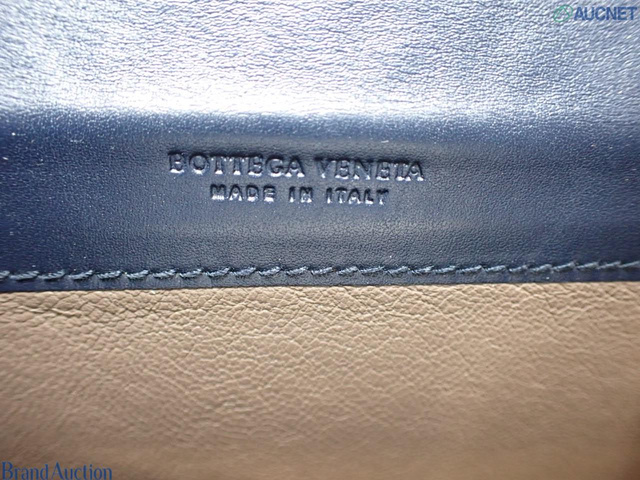 AUCNET
BOTTEGA VENETA
MADE IN ITALY
Brand Auction